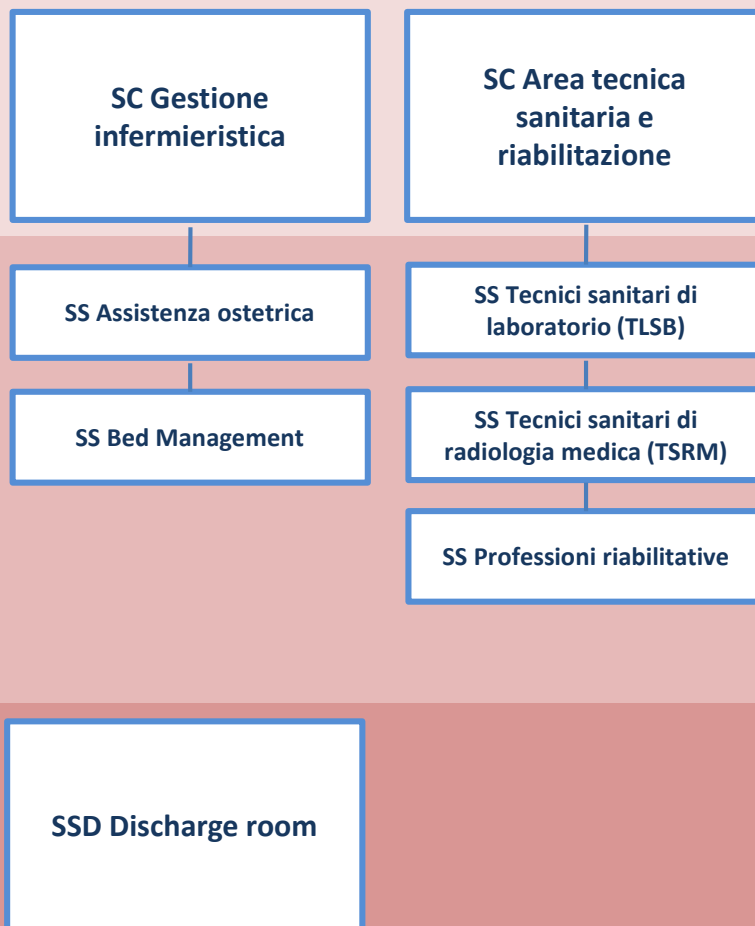 SC Gestione
infermieristica
SS Assistenza ostetrica
SS Bed Management
SC Area tecnica
sanitaria e
riabilitazione
SS Tecnici sanitari di
laboratorio (TLSB)
SS Tecnici sanitari di
radiologia medica (TSRM)
SS Professioni riabilitative
SSD Discharge room